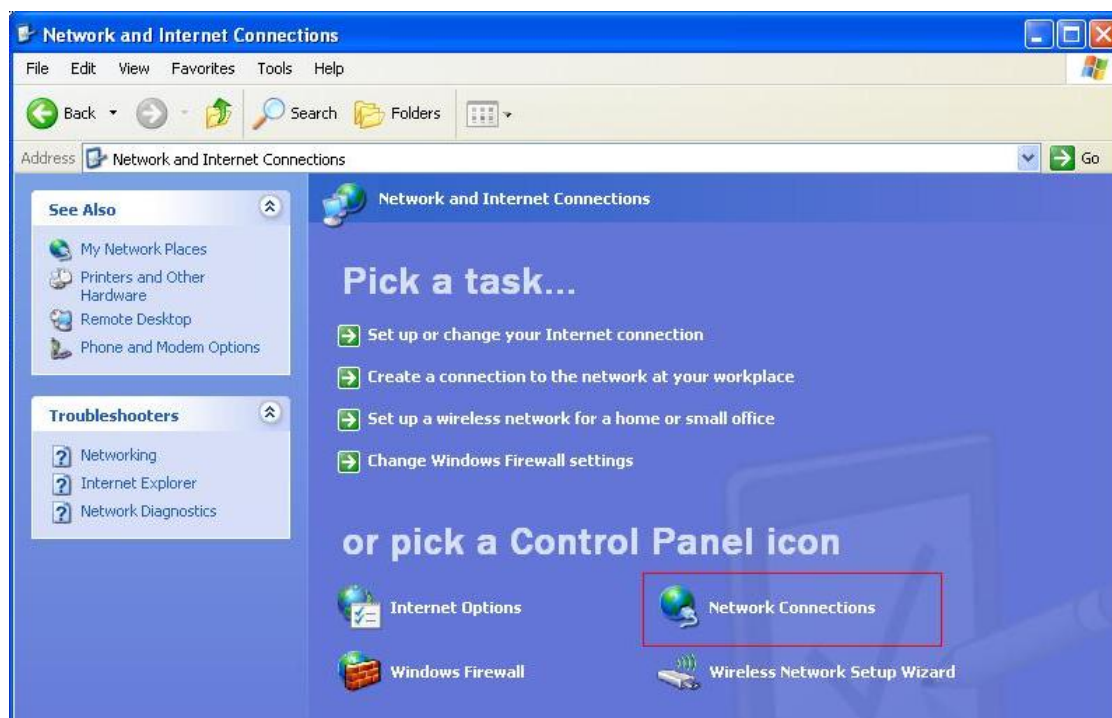 Network and Internet Connections
File Edit View Favorites Tools Help
Back Search Folders
Address Network and Internet Connections Go
See Also
My Network Places
Printers and Other
Hardware
Remote Desktop
Phone and Modem Options
Troubleshooters
Networking
Internet Explorer
Network Diagnostics
Network and Internet Connections
Pick a task...
Set up or change your Internet connection
Create a connection to the network at your workplace
Set up a wireless network for a home or small office
Change Windows Firewall settings
or pick a Control Panel icon
Internet Options Network Connections
Windows Firewall Wireless Network Setup Wizard